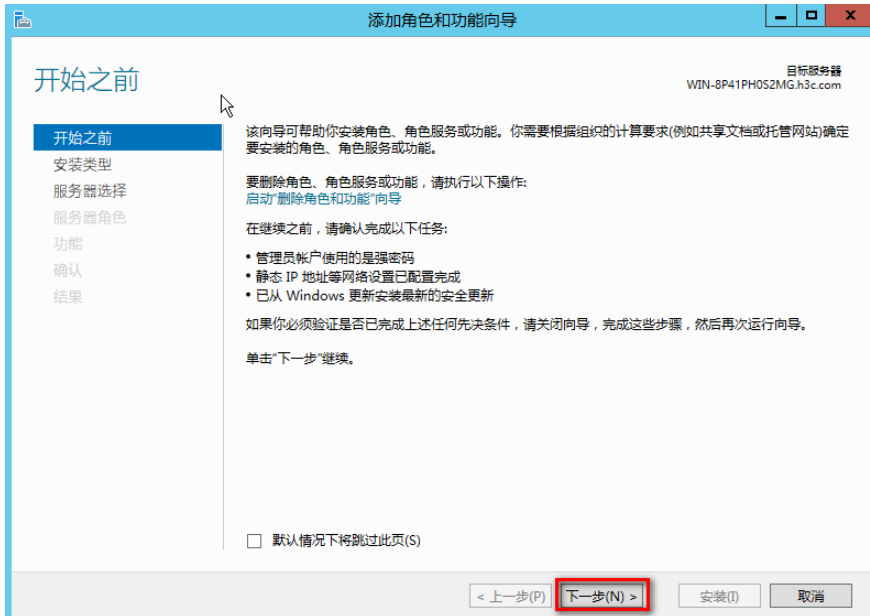 添加角色和功能向导
开始之前
目标服务器
WIN-8P41PH0S2MG.h3c.com
开始之前
安装类型
服务器选择
服务器角色
功能
确认
结果
该向导可帮助你安装角色、角色服务或功能。你需要根据组织的计算要求(例如共享文档或托管网站)确定
要安装的角色、角色服务或功能。
要删除角色、角色服务或功能，请执行以下操作:
启动"删除角色和功能"向导
在继续之前，请确认完成以下任务:
• 管理员帐户使用的是强密码
• 静态 IP 地址等网络设置已配置完成
• 已从 Windows 更新安装最新的安全更新
如果你必须验证是否已完成上述任何先决条件，请关闭向导，完成这些步骤，然后再次运行向导。
单击"下一步"继续。
默认情况下将跳过此页(S)
< 上一步(P)
下一步(N) >
安装(I)
取消